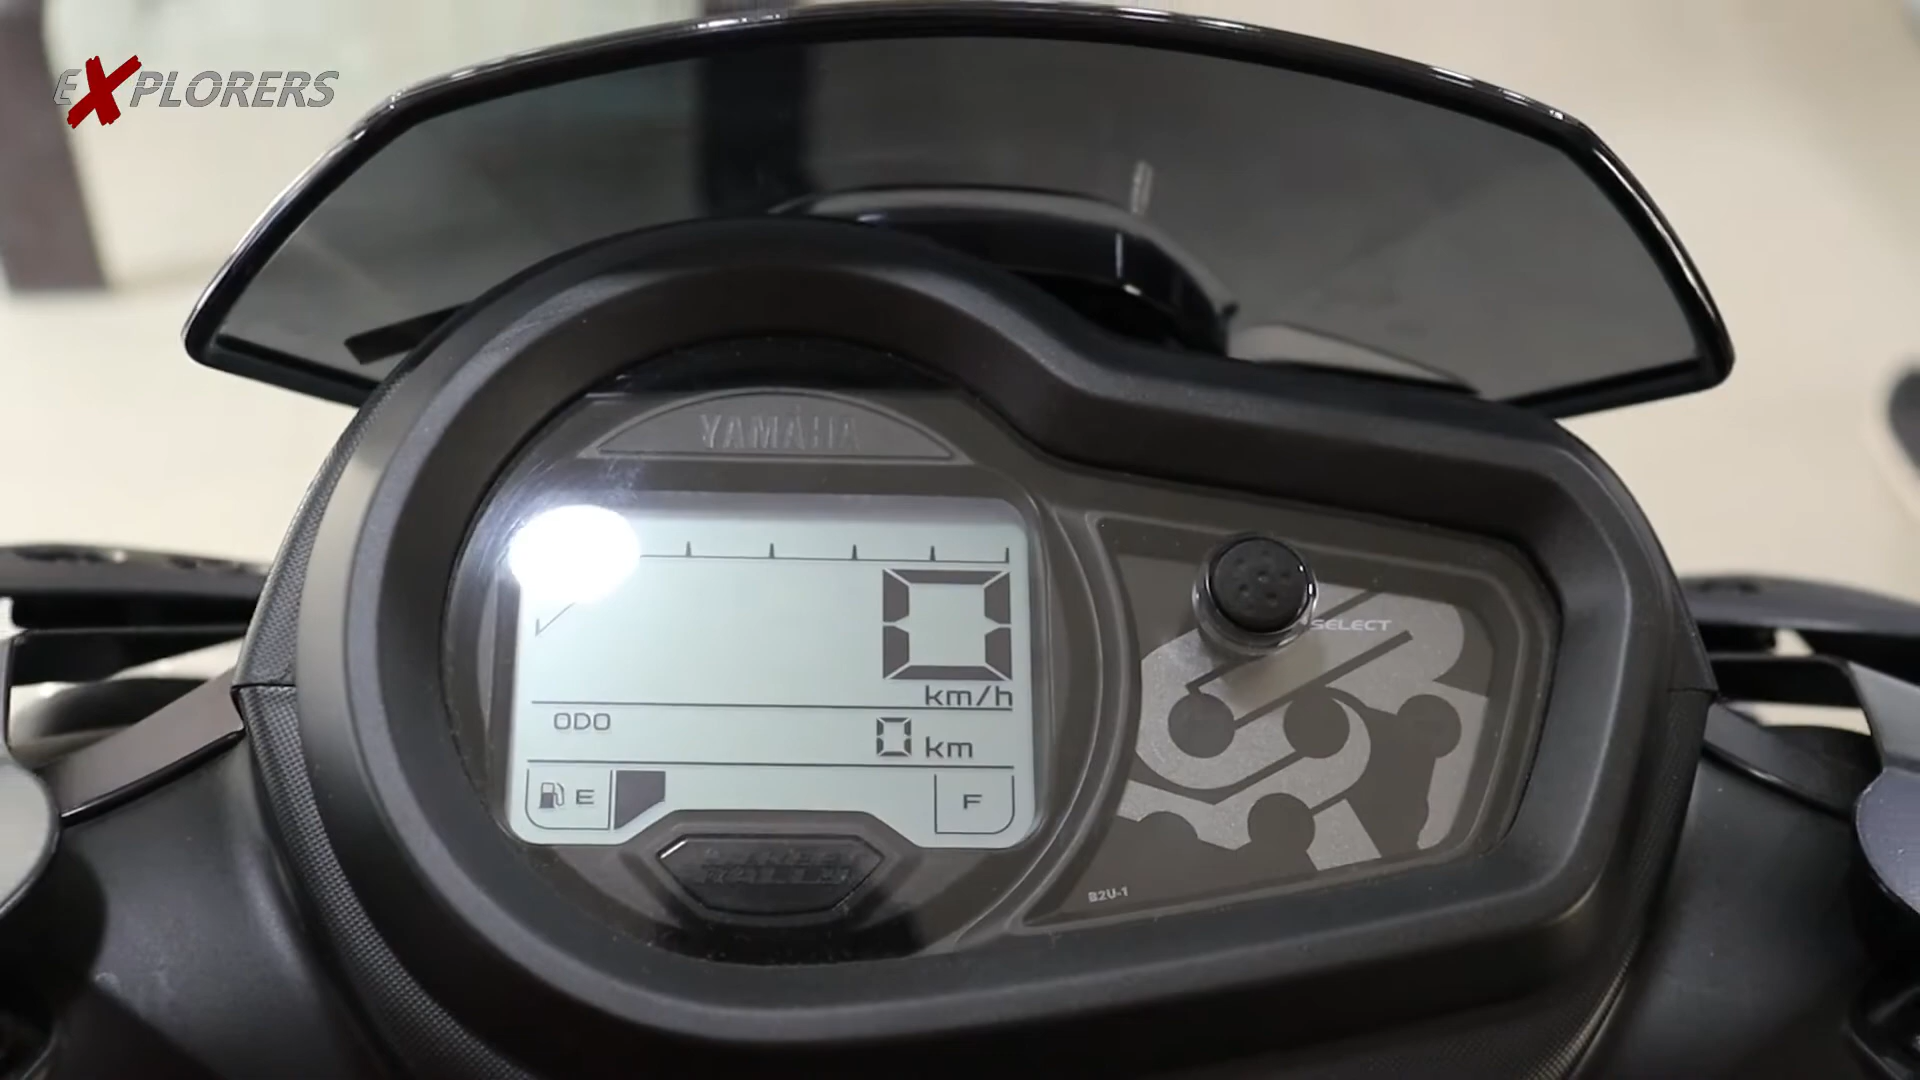 EXPLORERS
YAMAHA
0
km/h
SELECT
ODO
0 km
E
F
B2U-1